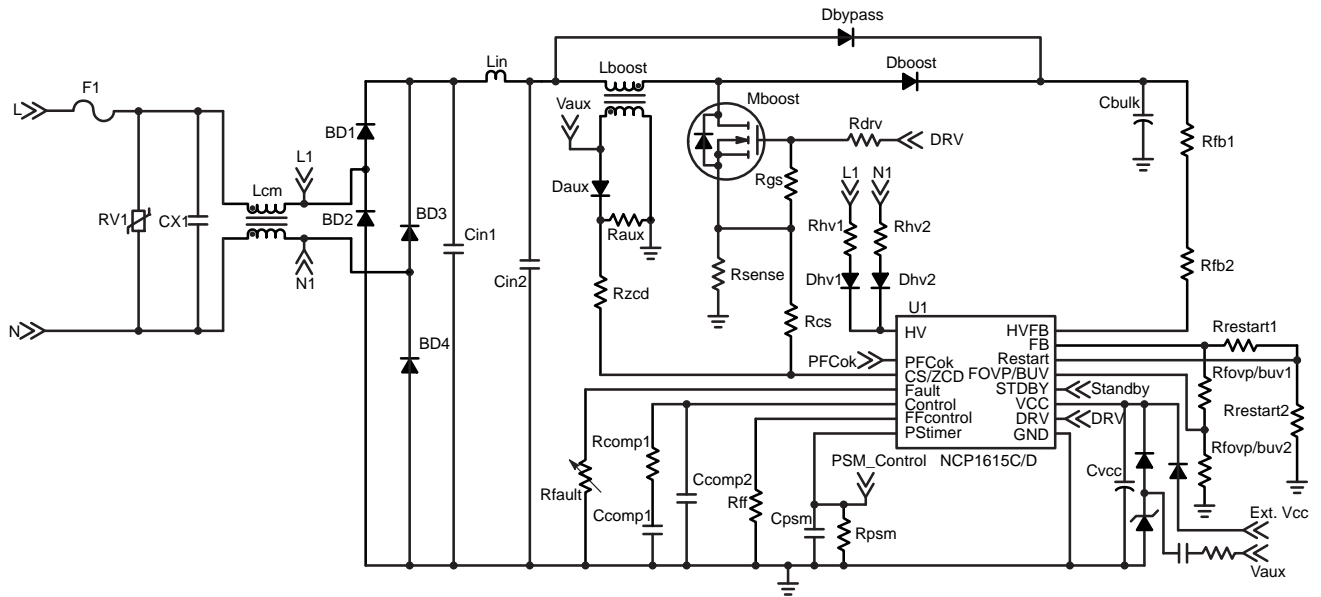 Dbypass
F1
Lin
Lboost
Dboost
L
Vaux
Mboost
Cbulk
BD1
Rdrv
DRV
Rfb1
L1
Lcm
Rgs
L1
N1
RV1
CX1
BD2
BD3
Daux
Raux
Rhv1
Rhv2
Cin1
Cin2
N1
Rsense
Dhv1
Dhv2
Rfb2
Rzcd
Rcs
U1
N
HV
HVFB
Rrestart1
BD4
FB
PFCok
PFCok
Restart
CS/ZCD
FOVP/BUV
Rfovp/buv1
Fault
STDBY
Standby
Control
VCC
FFcontrol
DRV
DRV
Rrestart2
PStimer
GND
Rcomp1
PSM_Control
NCP1615C/D
Rfovp/buv2
Rfault
Ccomp2
Cvcc
Rff
Ccomp1
Cpsm
Rpsm
Ext. Vcc
Vaux